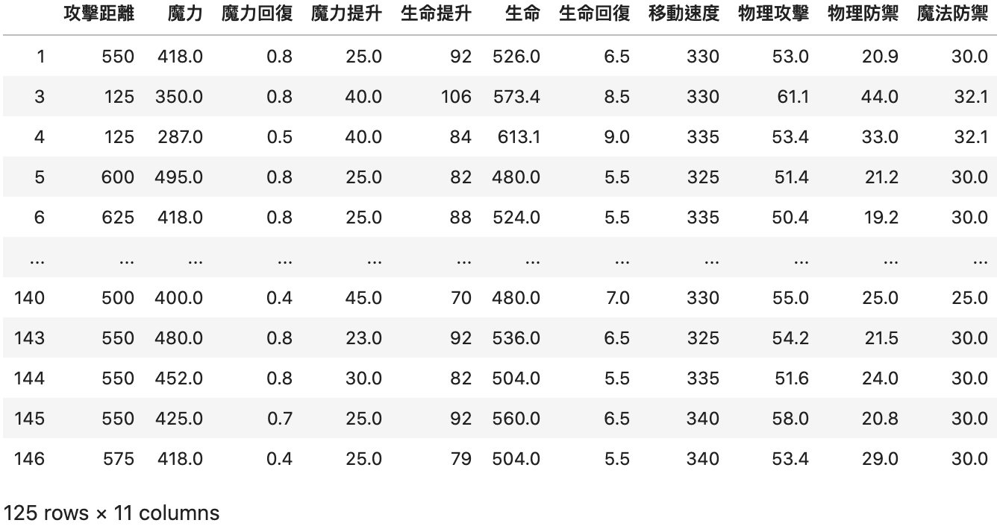 攻擊距離 魔力 魔力回復 魔力提升 生命提升 生命 生命回復 移動速度 物理攻擊 物理防禦 魔法防禦
1 550 418.0 0.8 25.0 92 526.0 6.5 330 53.0 20.9 30.0
3 125 350.0 0.8 40.0 106 573.4 8.5 330 61.1 44.0 32.1
4 125 287.0 0.5 40.0 84 613.1 9.0 335 53.4 33.0 32.1
5 600 495.0 0.8 25.0 82 480.0 5.5 325 51.4 21.2 30.0
6 625 418.0 0.8 25.0 88 524.0 5.5 335 50.4 19.2 30.0
... ... ... ... ... ... ... ... ... ... ... ...
140 500 400.0 0.4 45.0 70 480.0 7.0 330 55.0 25.0 25.0
143 550 480.0 0.8 23.0 92 536.0 6.5 325 54.2 21.5 30.0
144 550 452.0 0.8 30.0 82 504.0 5.5 335 51.6 24.0 30.0
145 550 425.0 0.7 25.0 92 560.0 6.5 340 58.0 20.8 30.0
146 575 418.0 0.4 25.0 79 504.0 5.5 340 53.4 29.0 30.0
125 rows × 11 columns